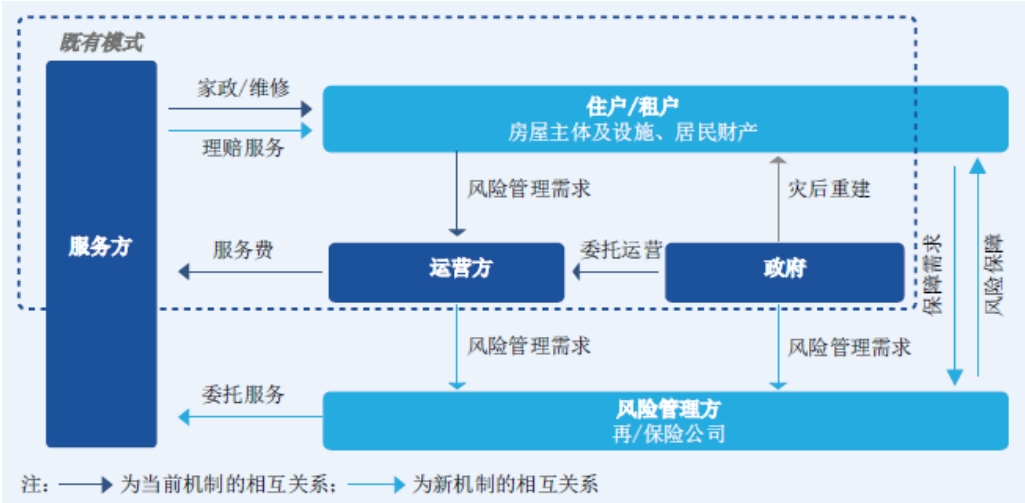 既有模式
家政/维修
理赔服务
住户/租户
房屋主体及设施、居民财产
风险管理需求
灾后重建
服务方
服务费
运营方
委托运营
政府
保障需求
风险保障
风险管理需求
风险管理需求
委托服务
风险管理方
再/保险公司
注： 为当前机制的相互关系； 为新机制的相互关系